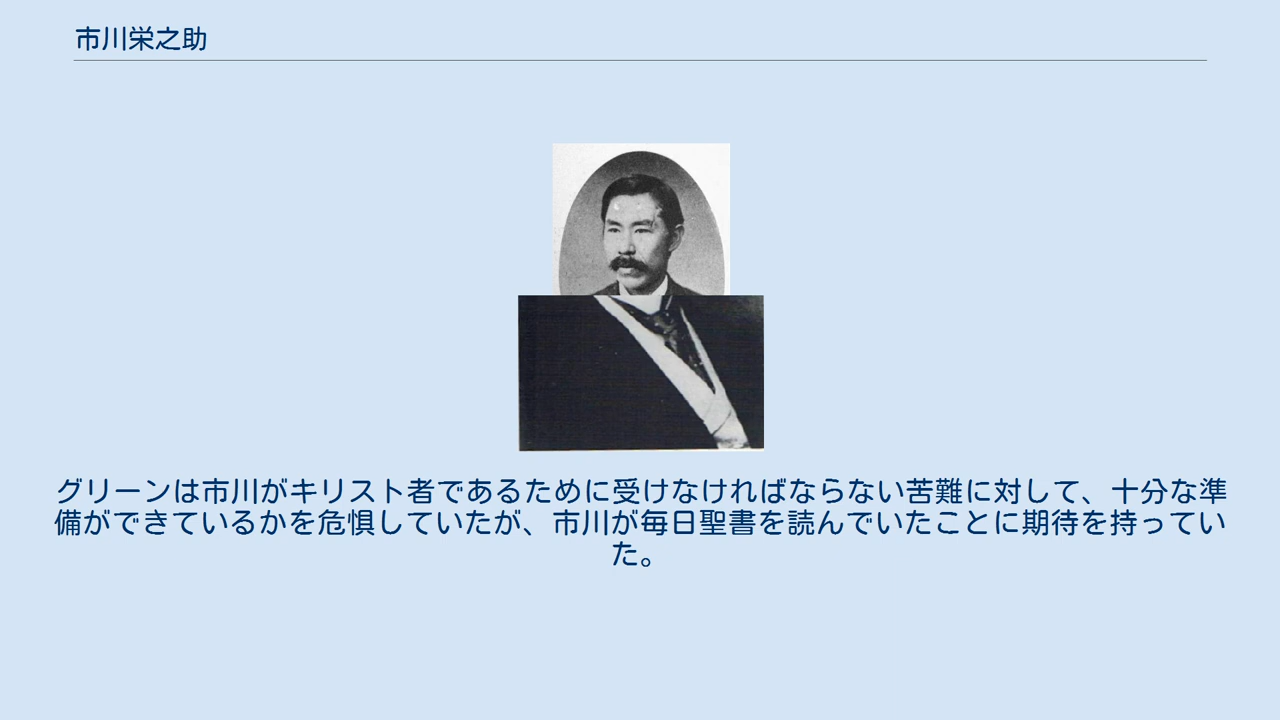 市川栄之助
グリーンは市川がキリスト者であるために受けなければならない苦難に対して、十分な準
備ができているかを危惧していたが、市川が毎日聖書を読んでいたことに期待を持ってい
た。